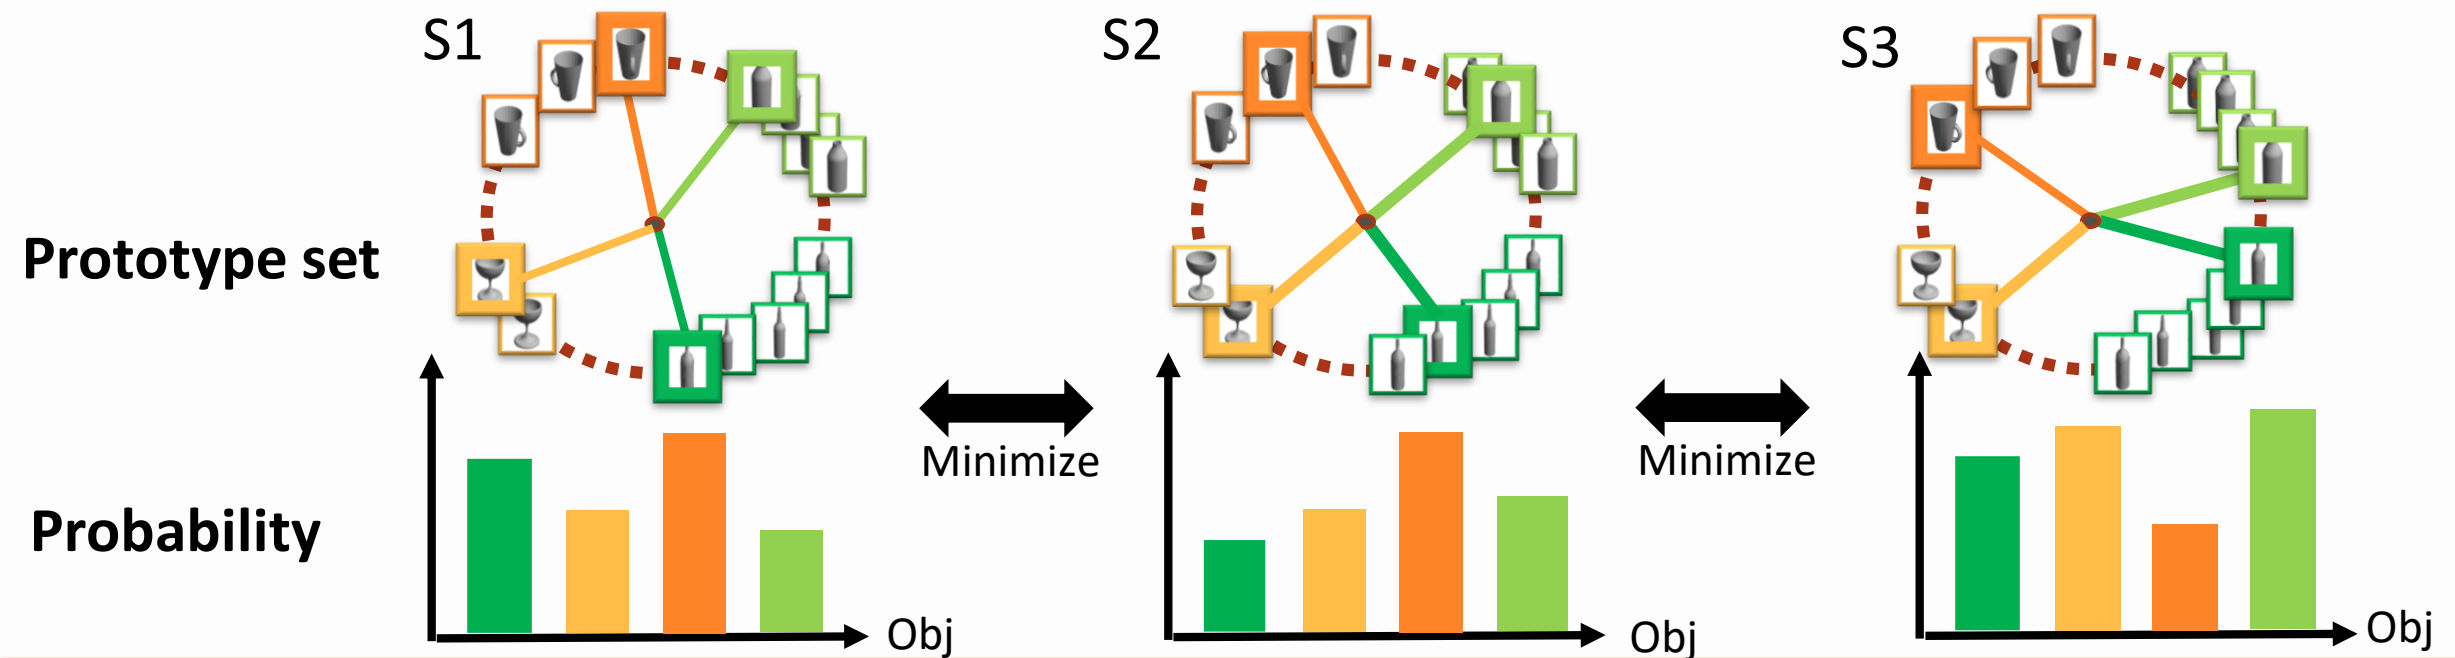 S1
S2
S3
Prototype set
Minimize
Minimize
Probability
Obj
Obj
Obj